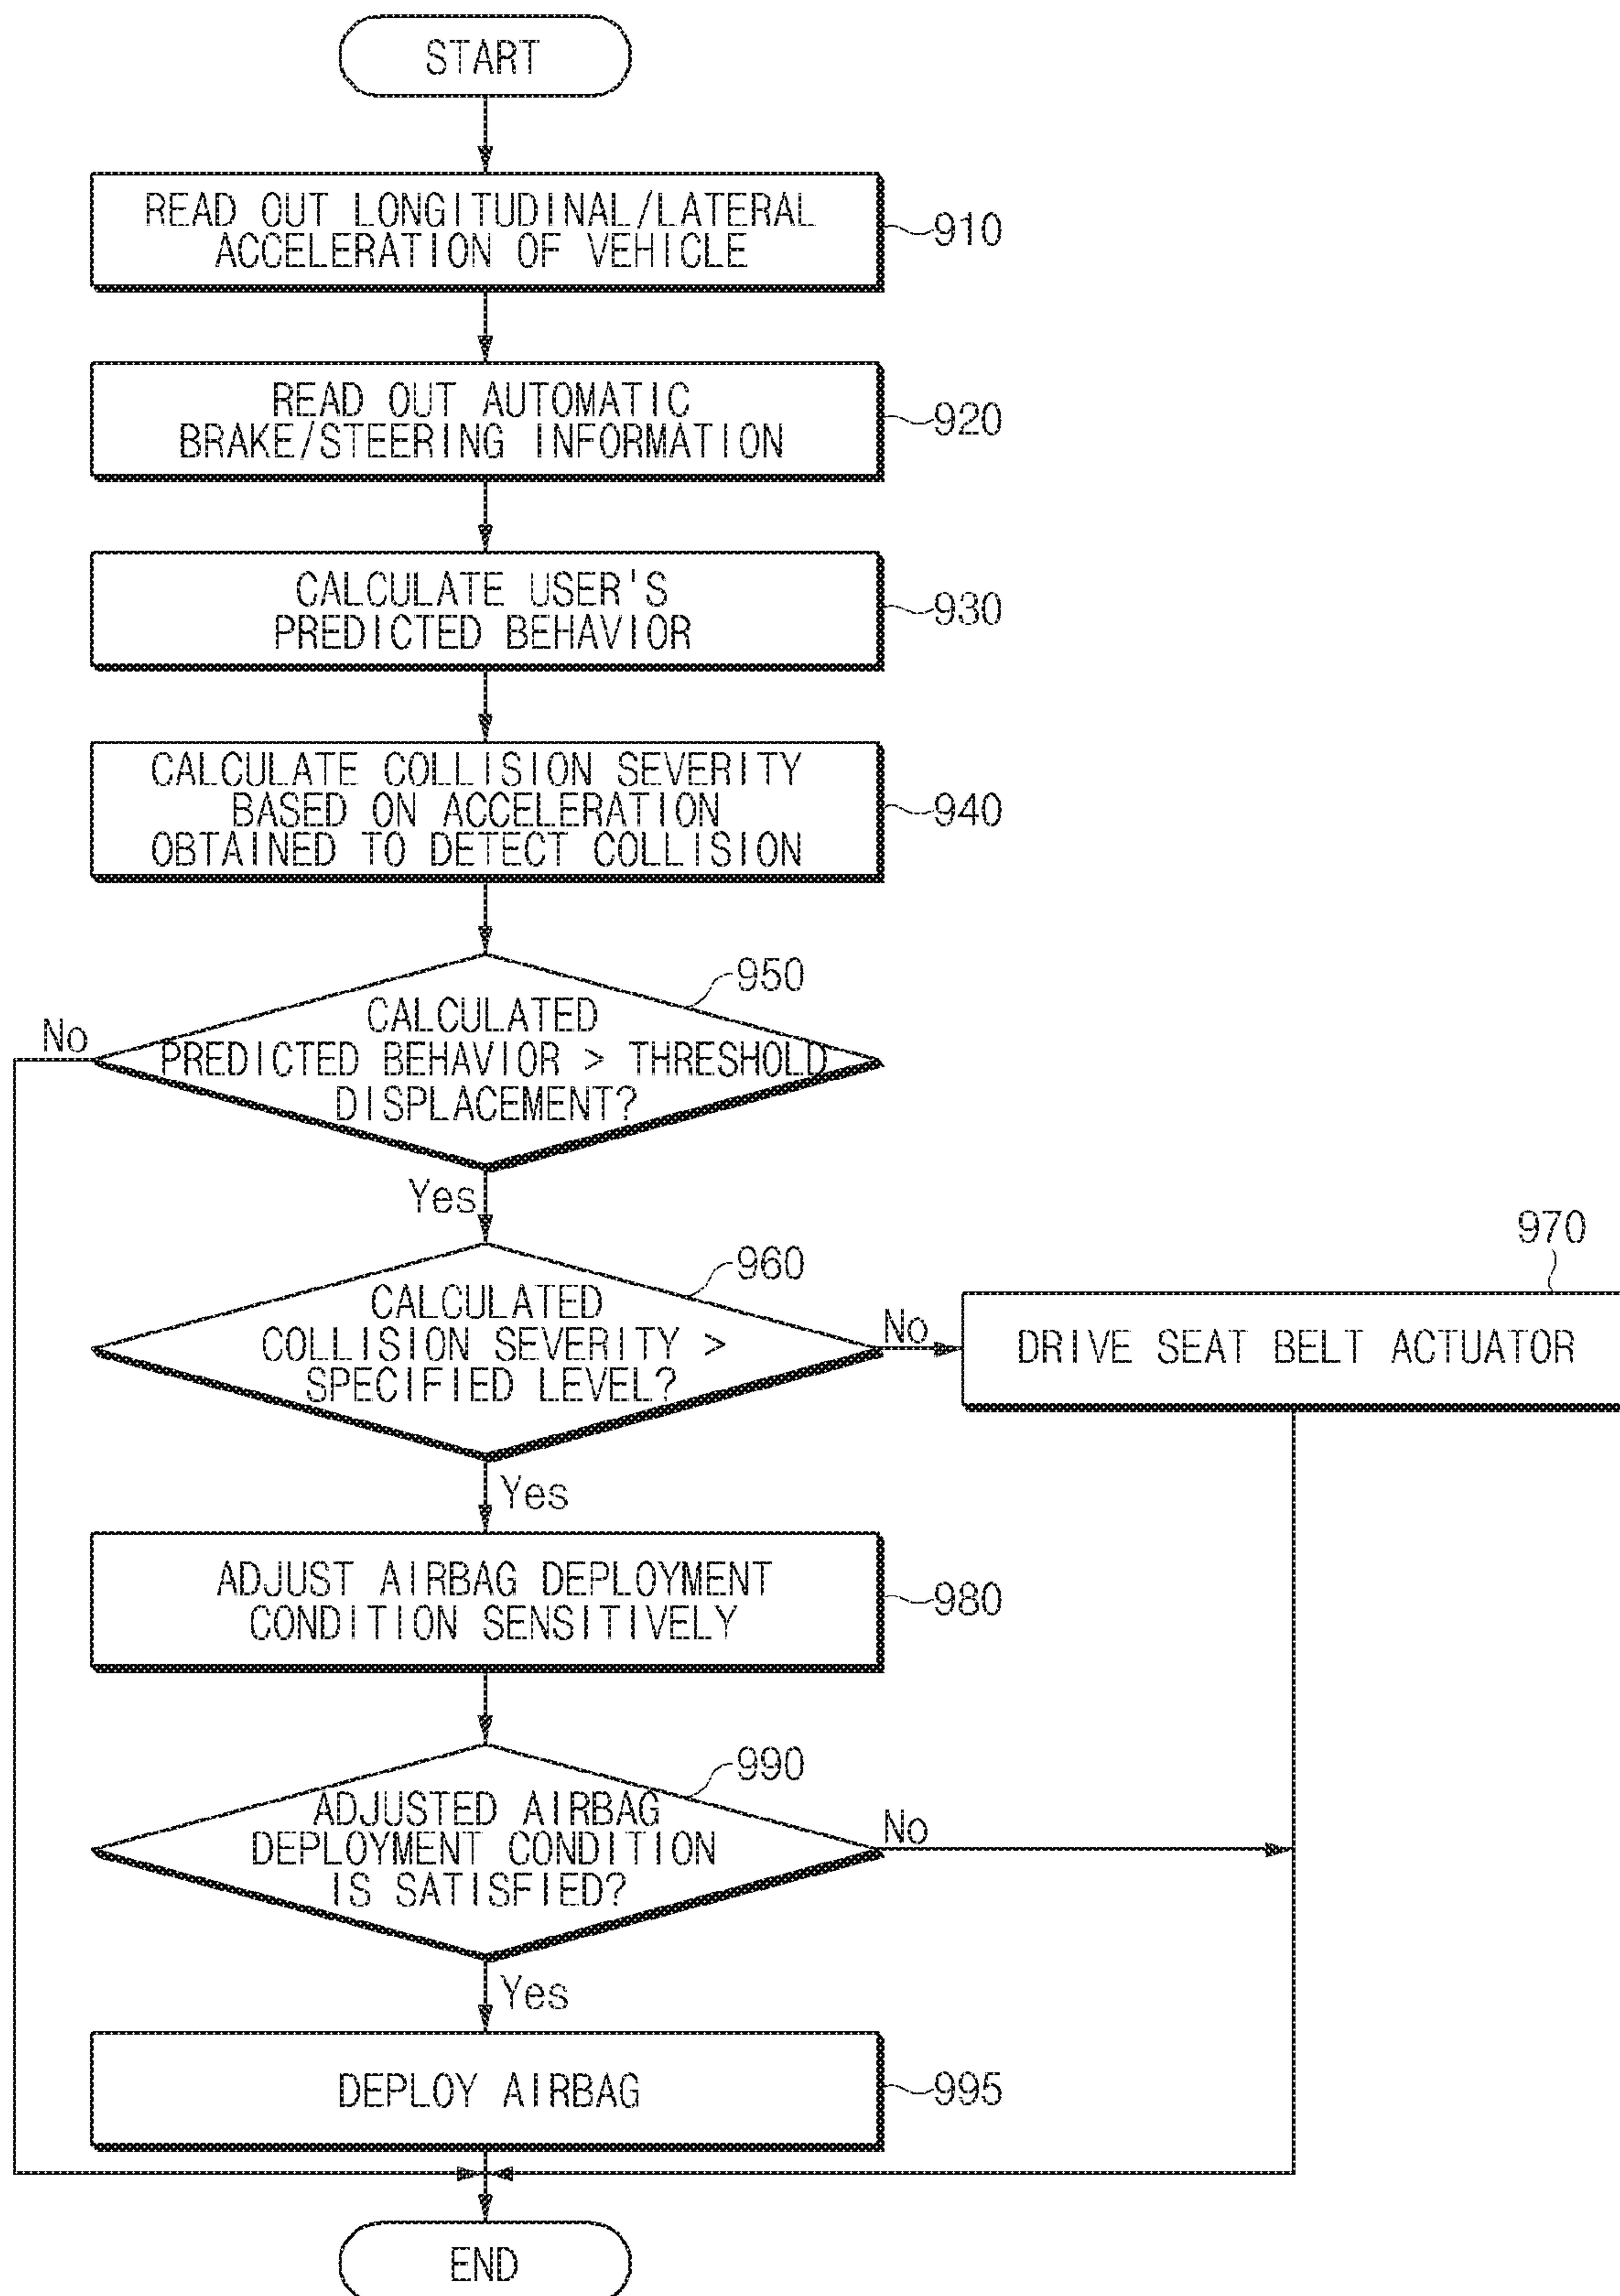 START
READ OUT LONGITUDINAL/LATERAL
ACCELERATION OF VEHICLE
910
READ OUT AUTOMATIC
BRAKE/STEERING INFORMATION
920
CALCULATE USER'S
PREDICTED BEHAVIOR
930
CALCULATE COLLISION SEVERITY
BASED ON ACCELERATION
OBTAINED TO DETECT COLLISION
940
950
CALCULATED
PREDICTED BEHAVIOR > THRESHOLD
DISPLACEMENT?
No
Yes
960
CALCULATED
COLLISION SEVERITY >
SPECIFIED LEVEL?
No
970
DRIVE SEAT BELT ACTUATOR
Yes
ADJUST AIRBAG DEPLOYMENT
CONDITION SENSITIVELY
980
990
ADJUSTED AIRBAG
DEPLOYMENT CONDITION
IS SATISFIED?
No
Yes
DEPLOY AIRBAG
995
END